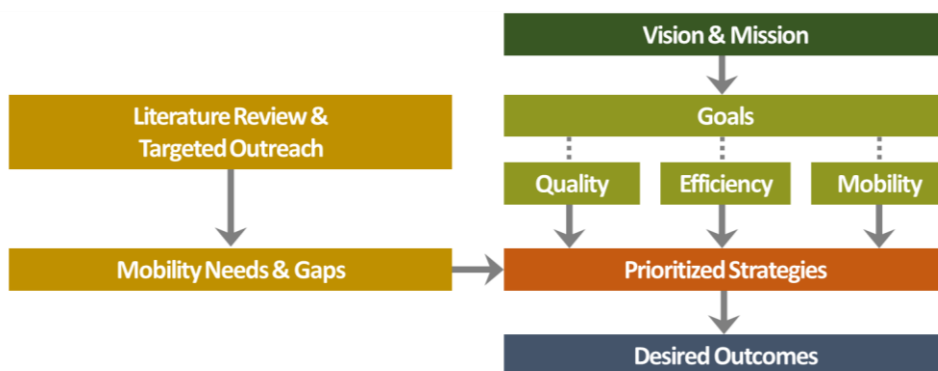 Vision & Mission
Literature Review &
Targeted Outreach
Goals
Quality
Efficiency
Mobility
Mobility Needs & Gaps
Prioritized Strategies
Desired Outcomes